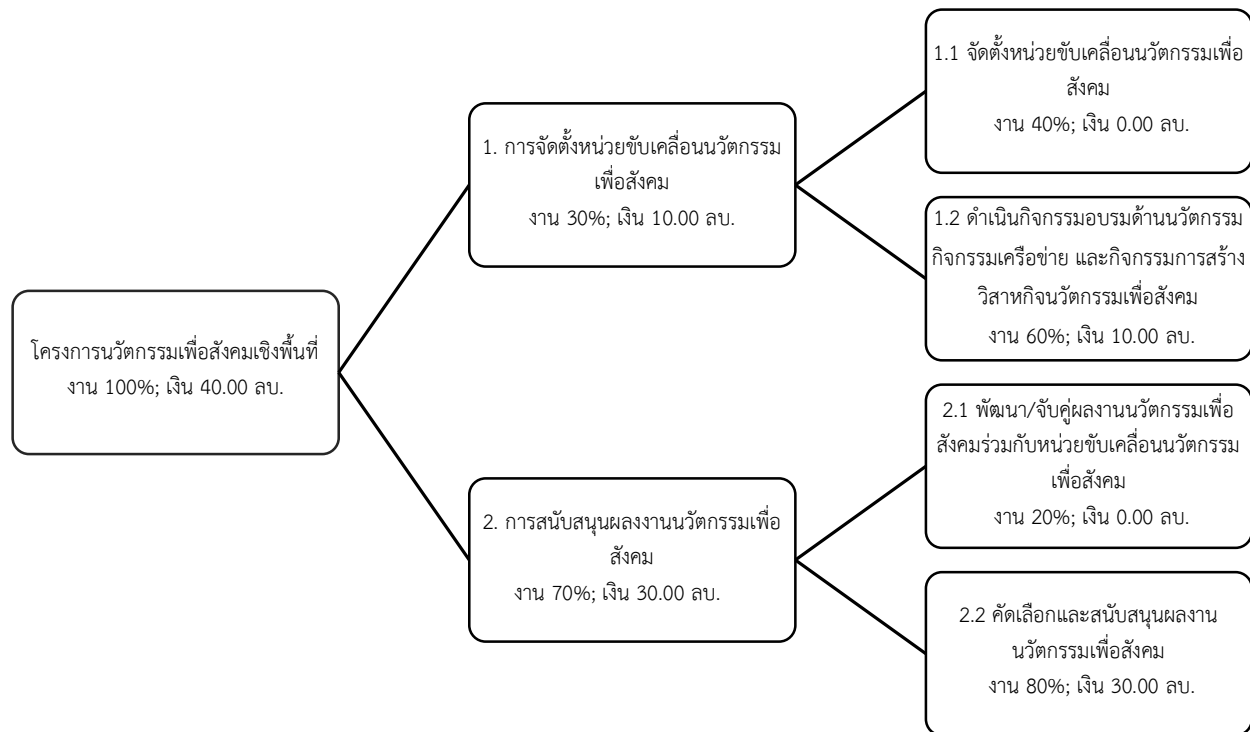 โครงการนวัตกรรมเพื่อสังคมเชิงพื้นที่
งาน 100%; เงิน 40.00 ลบ.
1. การจัดตั้งหน่วยขับเคลื่อนนวัตกรรม
เพื่อสังคม
งาน 30%; เงิน 10.00 ลบ.
1.1 จัดตั้งหน่วยขับเคลื่อนนวัตกรรมเพื่อ
สังคม
งาน 40%; เงิน 0.00 ลบ.
1.2 ดำเนินกิจกรรมอบรมด้านนวัตกรรม
กิจกรรมเครือข่าย และกิจกรรมการสร้าง
วิสาหกิจนวัตกรรมเพื่อสังคม
งาน 60%; เงิน 10.00 ลบ.
2. การสนับสนุนผลงงานนวัตกรรมเพื่อ
สังคม
งาน 70%; เงิน 30.00 ลบ.
2.1 พัฒนา/จับคู่ผลงานนวัตกรรมเพื่อ
สังคมร่วมกับหน่วยขับเคลื่อนนวัตกรรม
เพื่อสังคม
งาน 20%; เงิน 0.00 ลบ.
2.2 คัดเลือกและสนับสนุนผลงาน
นวัตกรรมเพื่อสังคม
งาน 80%; เงิน 30.00 ลบ.